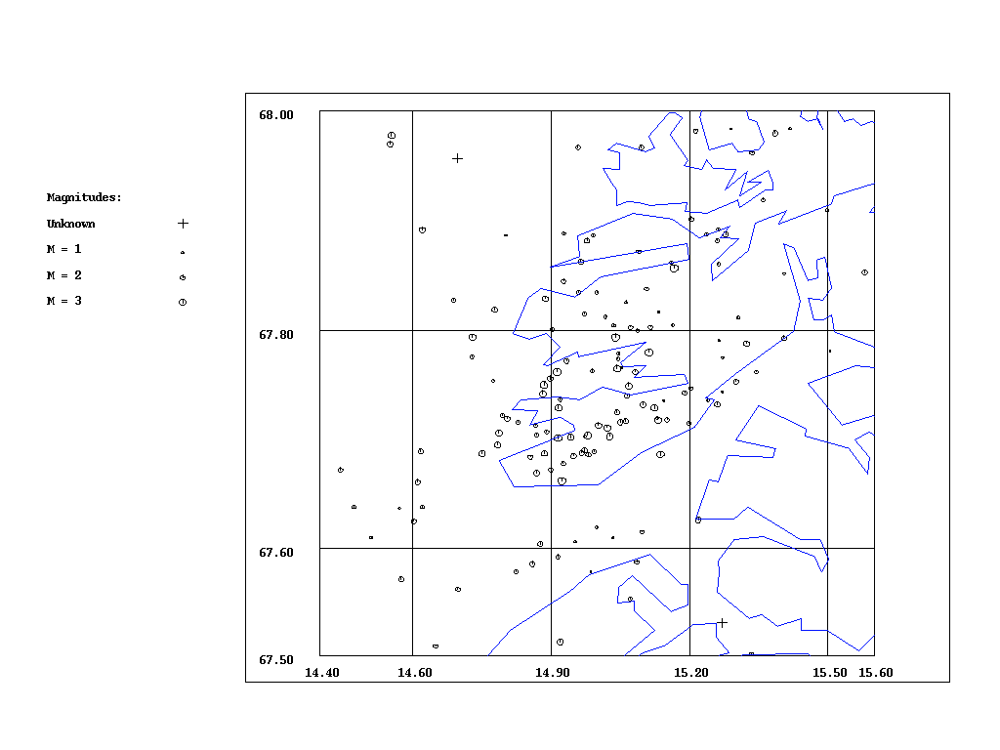 68.00
Magnitudes:
Unknown
M = 1
M = 2
M = 3
67.80
67.60
67.50
14.40 14.60 14.90 15.20 15.50 15.60